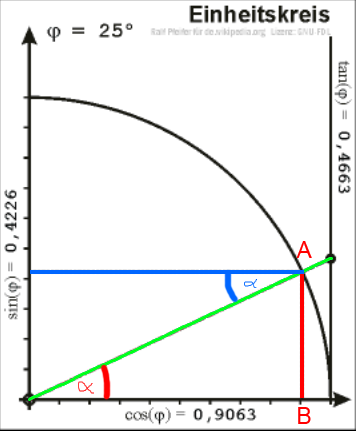 Einheitskreis
φ = 25°
Ralf Pfeifer für de.wikipedia.org Lizenz: GNU-FDL
tan(φ) = 0,4663
sin(φ) = 0,4226
A
α
α
cos(φ) = 0,9063
B